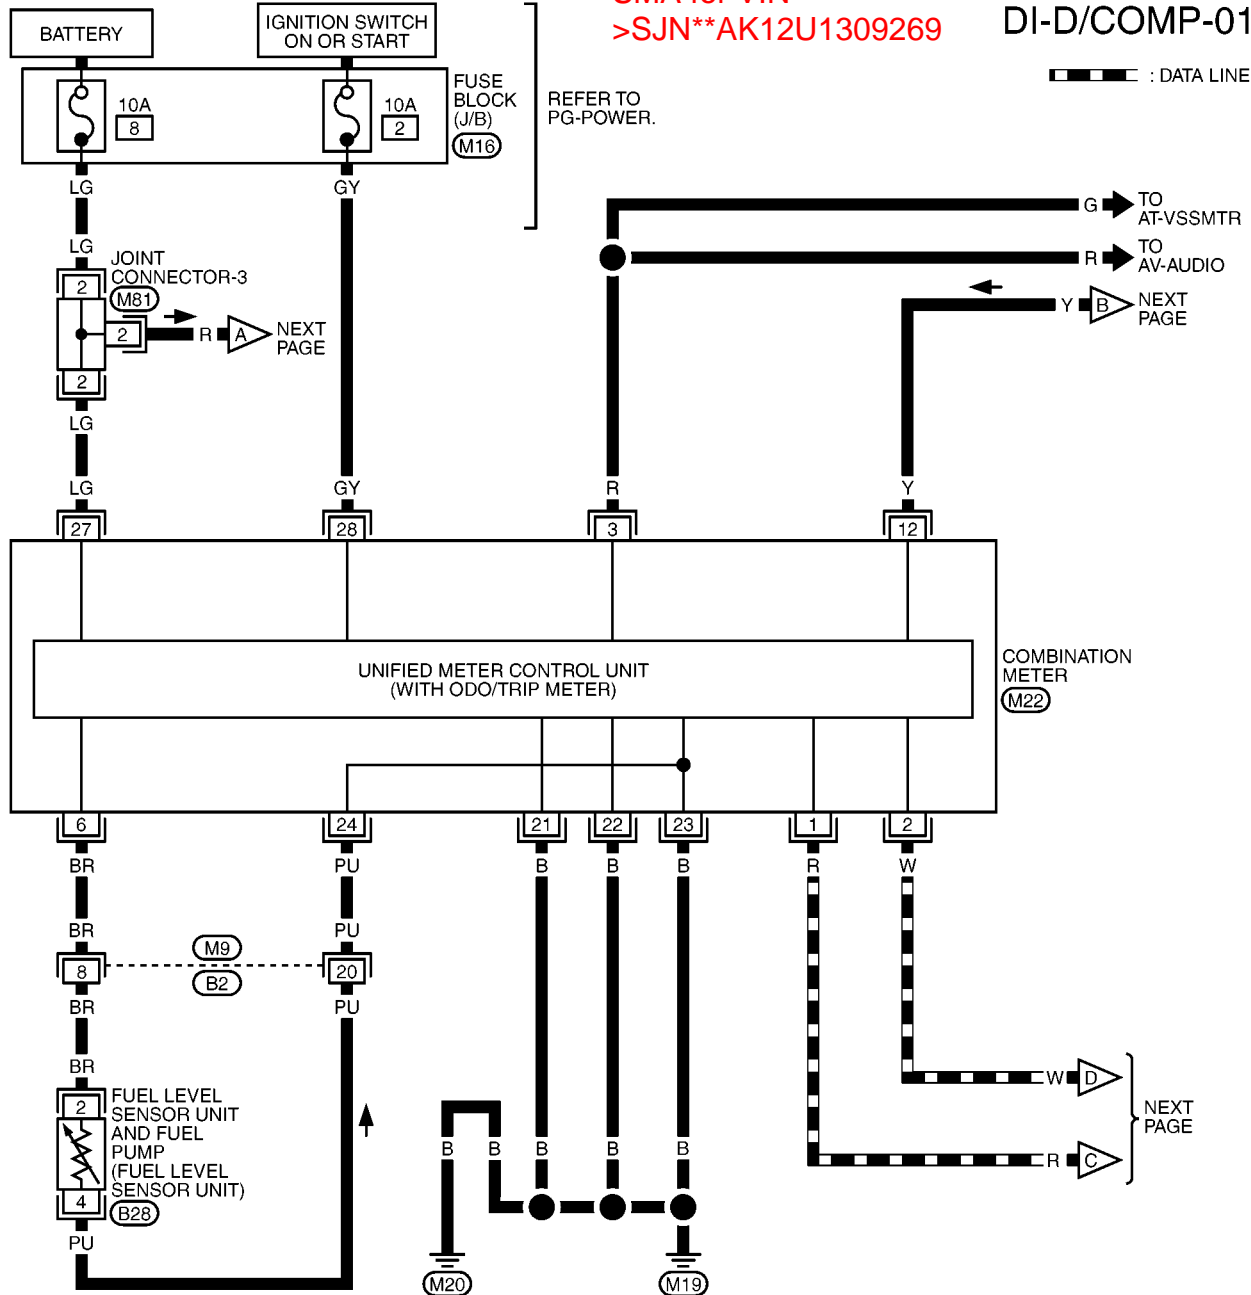 SMA for VIN
>SJN**AK12U1309269
DI-D/COMP-01
: DATA LINE
BATTERY
IGNITION SWITCH
ON OR START
10A
8
10A
2
FUSE
BLOCK
(J/B)
M16
REFER TO
PG-POWER.
LG
GY
LG
JOINT
CONNECTOR-3
M81
2
2
R
A
NEXT
PAGE
2
LG
G
TO
AT-VSSMTR
R
TO
AV-AUDIO
Y
B
NEXT
PAGE
LG
GY
R
Y
27
28
3
12
UNIFIED METER CONTROL UNIT
(WITH ODO/TRIP METER)
COMBINATION
METER
M22
6
24
21
22
23
1
2
BR
PU
B
B
B
R
W
BR
PU
8
M9
B2
20
BR
PU
BR
2
FUEL LEVEL
SENSOR UNIT
AND FUEL
PUMP
(FUEL LEVEL
SENSOR UNIT)
4
B28
PU
B
B
B
B
B
W
D
R
C
NEXT
PAGE
M20
M19